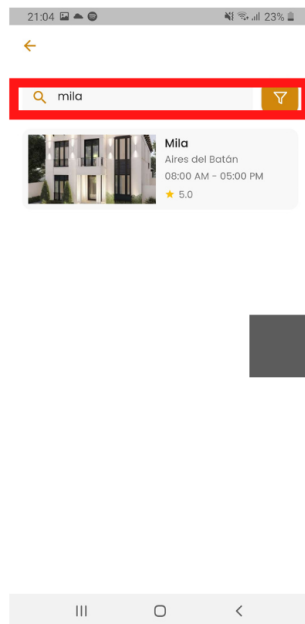 21:04 23%
mila
Mila
Aires del Batán
08:00 AM - 05:00 PM
5.0